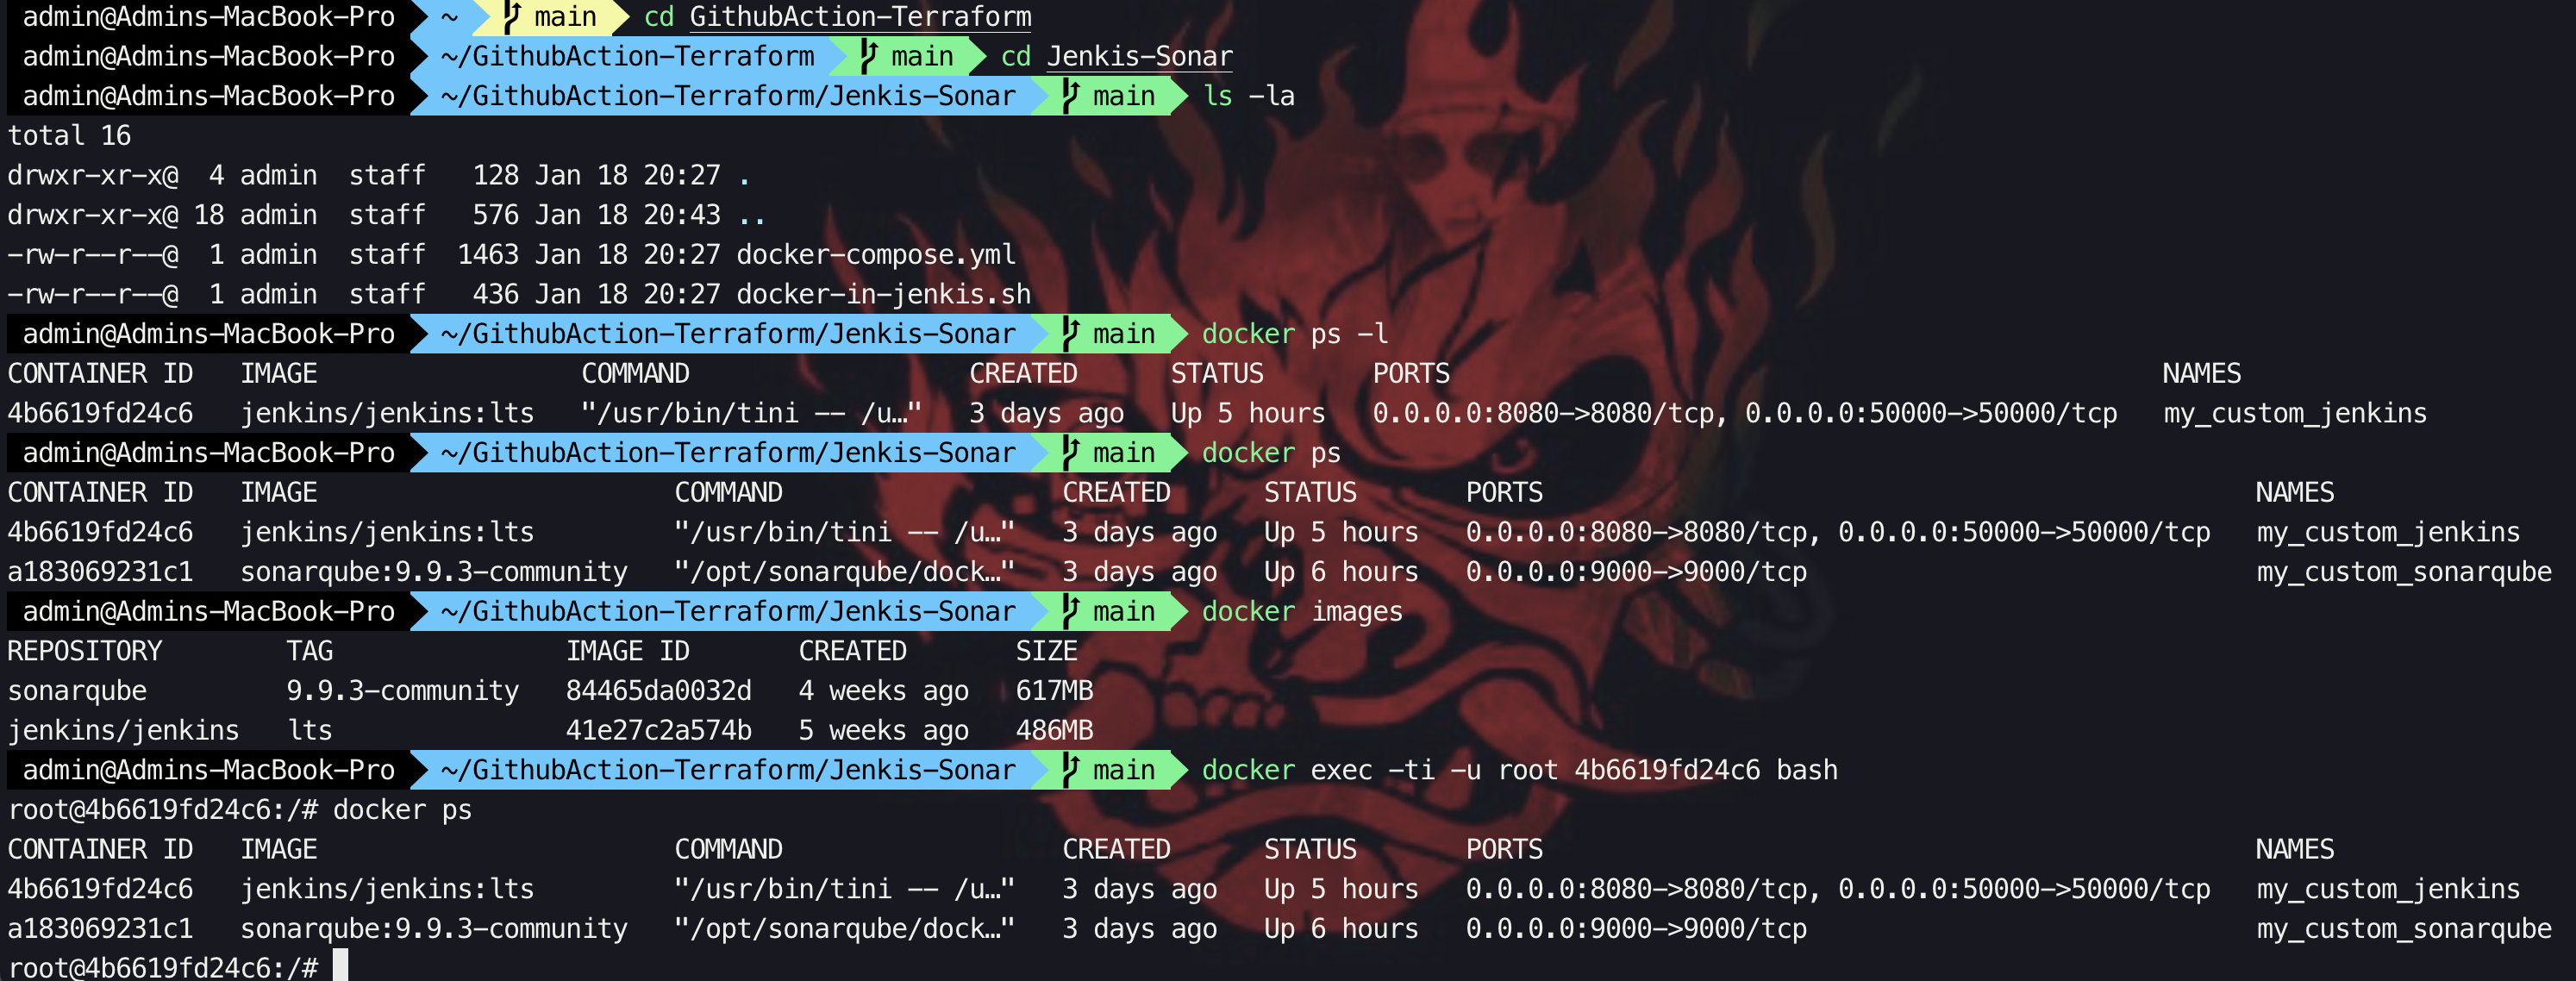 admin@Admins-MacBook-Pro ~ main cd GithubAction-Terraform
admin@Admins-MacBook-Pro ~/GithubAction-Terraform main cd Jenkis-Sonar
admin@Admins-MacBook-Pro ~/GithubAction-Terraform/Jenkis-Sonar main ls -la
total 16
drwxr-xr-x@  4 admin  staff   128 Jan 18 20:27 .
drwxr-xr-x@ 18 admin  staff   576 Jan 18 20:43 ..
-rw-r--r--@  1 admin  staff  1463 Jan 18 20:27 docker-compose.yml
-rw-r--r--@  1 admin  staff   436 Jan 18 20:27 docker-in-jenkis.sh
admin@Admins-MacBook-Pro ~/GithubAction-Terraform/Jenkis-Sonar main docker ps -l
CONTAINER ID   IMAGE                 COMMAND                  CREATED      STATUS       PORTS                                              NAMES
4b6619fd24c6   jenkins/jenkins:lts   "/usr/bin/tini -- /u…"   3 days ago   Up 5 hours   0.0.0.0:8080->8080/tcp, 0.0.0.0:50000->50000/tcp   my_custom_jenkins
admin@Admins-MacBook-Pro ~/GithubAction-Terraform/Jenkis-Sonar main docker ps
CONTAINER ID   IMAGE                       COMMAND                  CREATED      STATUS       PORTS                                              NAMES
4b6619fd24c6   jenkins/jenkins:lts         "/usr/bin/tini -- /u…"   3 days ago   Up 5 hours   0.0.0.0:8080->8080/tcp, 0.0.0.0:50000->50000/tcp   my_custom_jenkins
a183069231c1   sonarqube:9.9.3-community   "/opt/sonarqube/dock…"   3 days ago   Up 6 hours   0.0.0.0:9000->9000/tcp                             my_custom_sonarqube
admin@Admins-MacBook-Pro ~/GithubAction-Terraform/Jenkis-Sonar main docker images
REPOSITORY        TAG               IMAGE ID       CREATED       SIZE
sonarqube         9.9.3-community   84465da0032d   4 weeks ago   617MB
jenkins/jenkins   lts               41e27c2a574b   5 weeks ago   486MB
admin@Admins-MacBook-Pro ~/GithubAction-Terraform/Jenkis-Sonar main docker exec -ti -u root 4b6619fd24c6 bash
root@4b6619fd24c6:/# docker ps
CONTAINER ID   IMAGE                       COMMAND                  CREATED      STATUS       PORTS                                              NAMES
4b6619fd24c6   jenkins/jenkins:lts         "/usr/bin/tini -- /u…"   3 days ago   Up 5 hours   0.0.0.0:8080->8080/tcp, 0.0.0.0:50000->50000/tcp   my_custom_jenkins
a183069231c1   sonarqube:9.9.3-community   "/opt/sonarqube/dock…"   3 days ago   Up 6 hours   0.0.0.0:9000->9000/tcp                             my_custom_sonarqube
root@4b6619fd24c6:/#